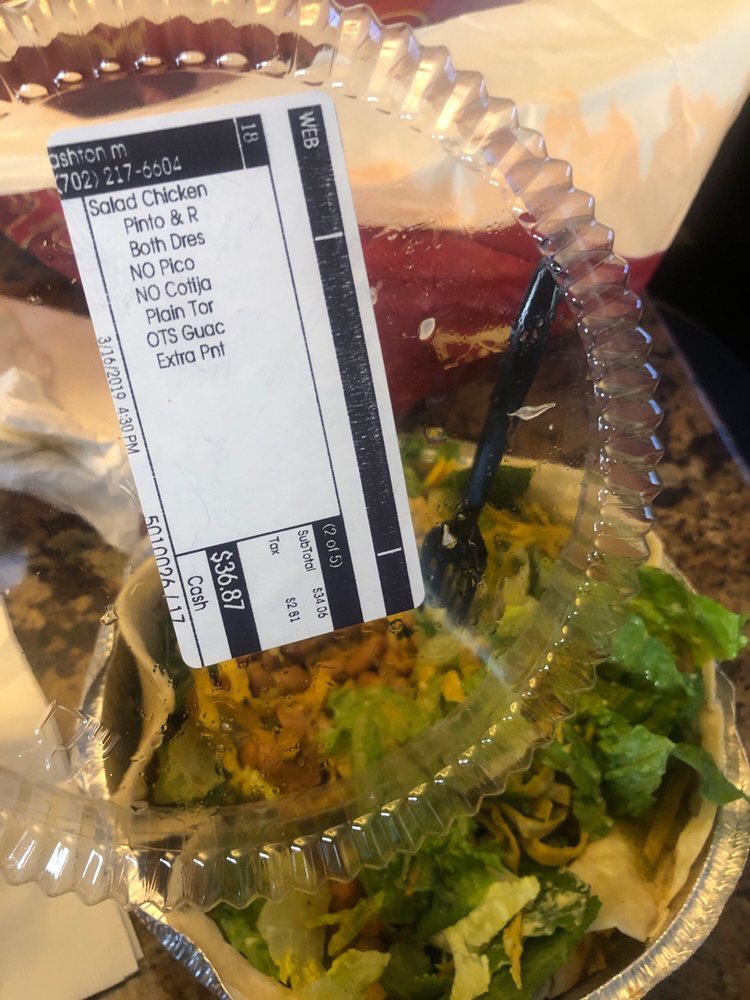 ashton m
(702) 217-6604
18
WEB
Salad Chicken
Pinto & R
Both Dres
NO Pico
NO Cotija
Plain Tor
OTS Guac
Extra Pnt
3/16/2019 4:30 PM
5010026 / 17
(2 of 5)
SubTotal $34.06
Tax $2.81
$36.87
Cash